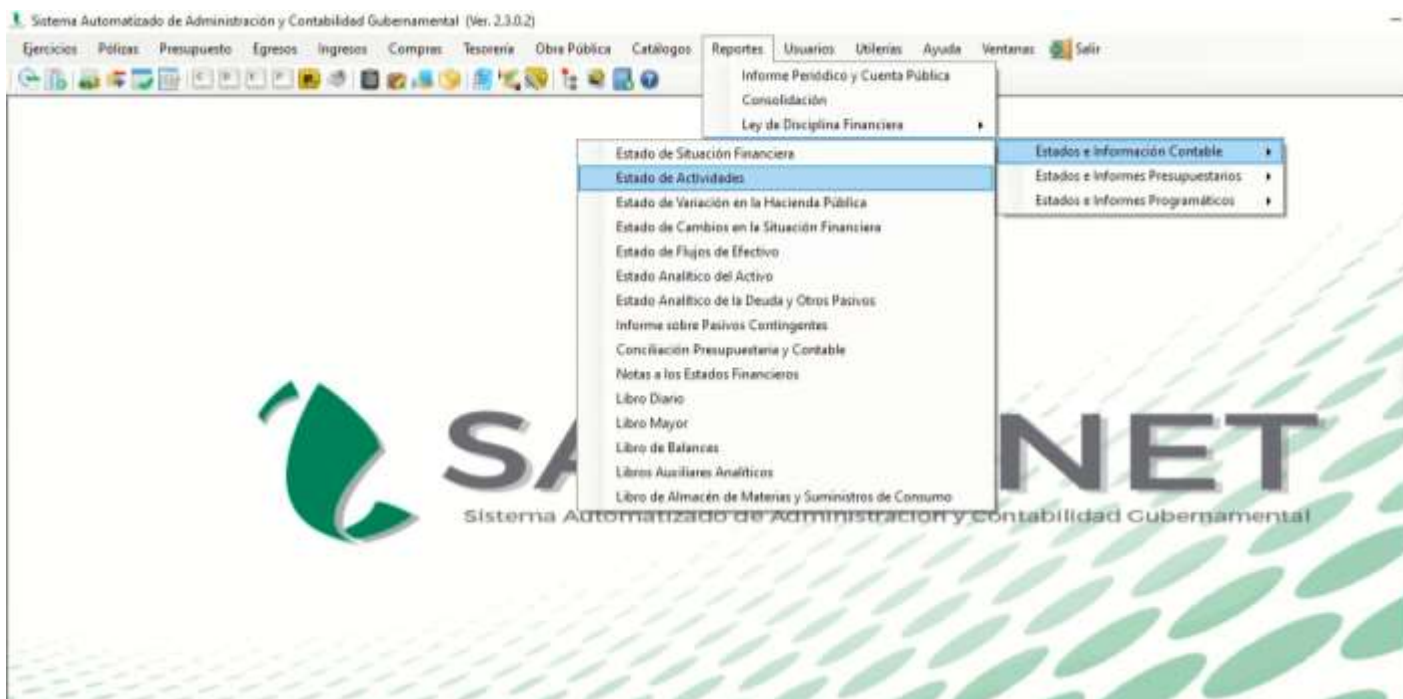 Sistema Automatizado de Administración y Contabilidad Gubernamental (Ver. 2.3.0.2)
Ejercicios Pólizas Presupuesto Egresos Ingresos Compras Tesorería Obra Pública Catálogos Reportes Usuarios Utilerías Ayuda Ventanas Salir
Informe Periódico y Cuenta Pública
Consolidación
Ley de Disciplina Financiera
Estados e Información Contable
Estados e Informes Presupuestarios
Estados e Informes Programáticos
Estado de Situación Financiera
Estado de Actividades
Estado de Variación en la Hacienda Pública
Estado de Cambios en la Situación Financiera
Estado de Flujos de Efectivo
Estado Analítico del Activo
Estado Analítico de la Deuda y Otros Pasivos
Informe sobre Pasivos Contingentes
Conciliación Presupuestaria y Contable
Notas a los Estados Financieros
Libro Diario
Libro Mayor
Libro de Balances
Libros Auxiliares Analíticos
Libro de Almacén de Materias y Suministros de Consumo
SA NET
Sistema Automatizado de Administración y Contabilidad Gubernamental